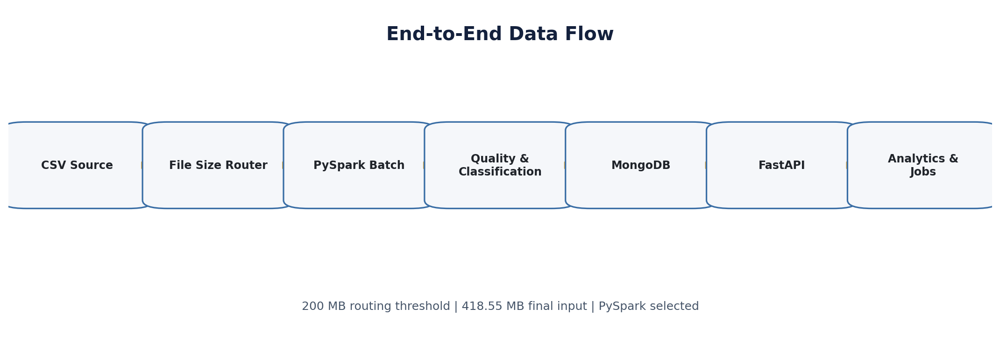 End-to-End Data Flow
CSV Source
File Size Router
PySpark Batch
Quality &
Classification
MongoDB
FastAPI
Analytics &
Jobs
200 MB routing threshold | 418.55 MB final input | PySpark selected